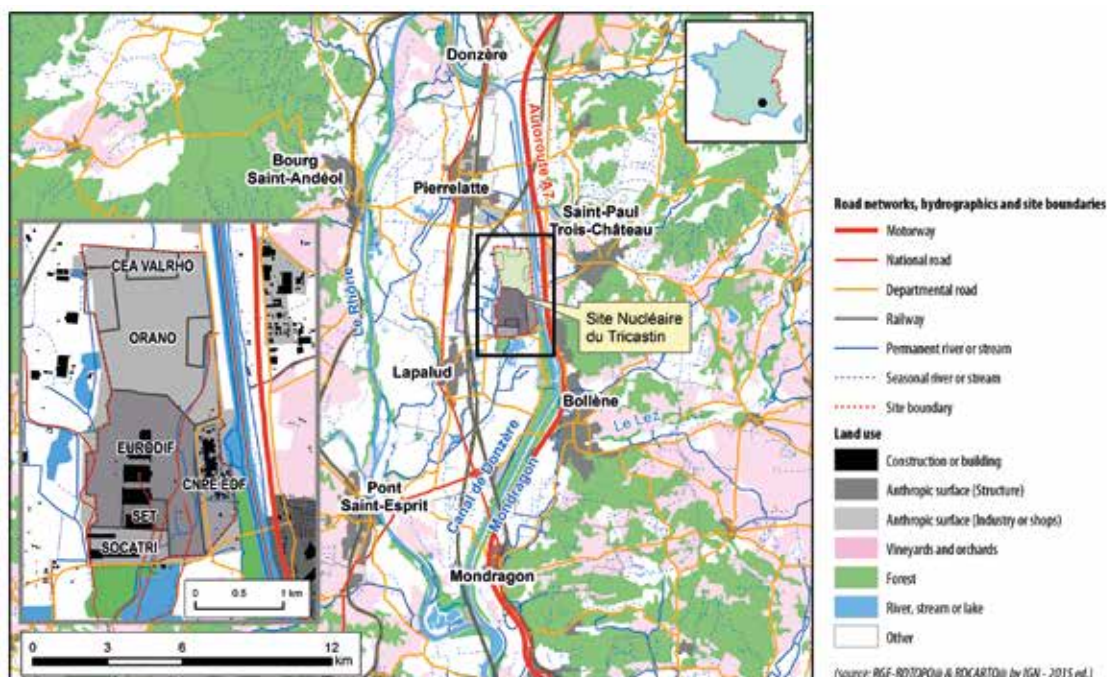 Donzère
Autoroute A7
Bourg
Saint-Andéol
Pierrelatte
Saint-Paul
Trois-Château
Le Rhône
Site Nucléaire
du Tricastin
Lapalud
Bollène
Le Lez
Canal de Donzère
Mondragon
Pont
Saint-Esprit
Mondragon
CEA VALRHO
ORANO
EURODIF
CNPE EDF
SET
SOCATRI
0 0.5 1 km
0 3 6 12
km
Road networks, hydrographics and site boundaries
Motorway
National road
Departmental road
Railway
Permanent river or stream
Seasonal river or stream
Site boundary
Land use
Construction or building
Anthropic surface (Structure)
Anthropic surface (Industry or shops)
Vineyards and orchards
Forest
River, stream or lake
Other
by IGN - 2015 ed.)